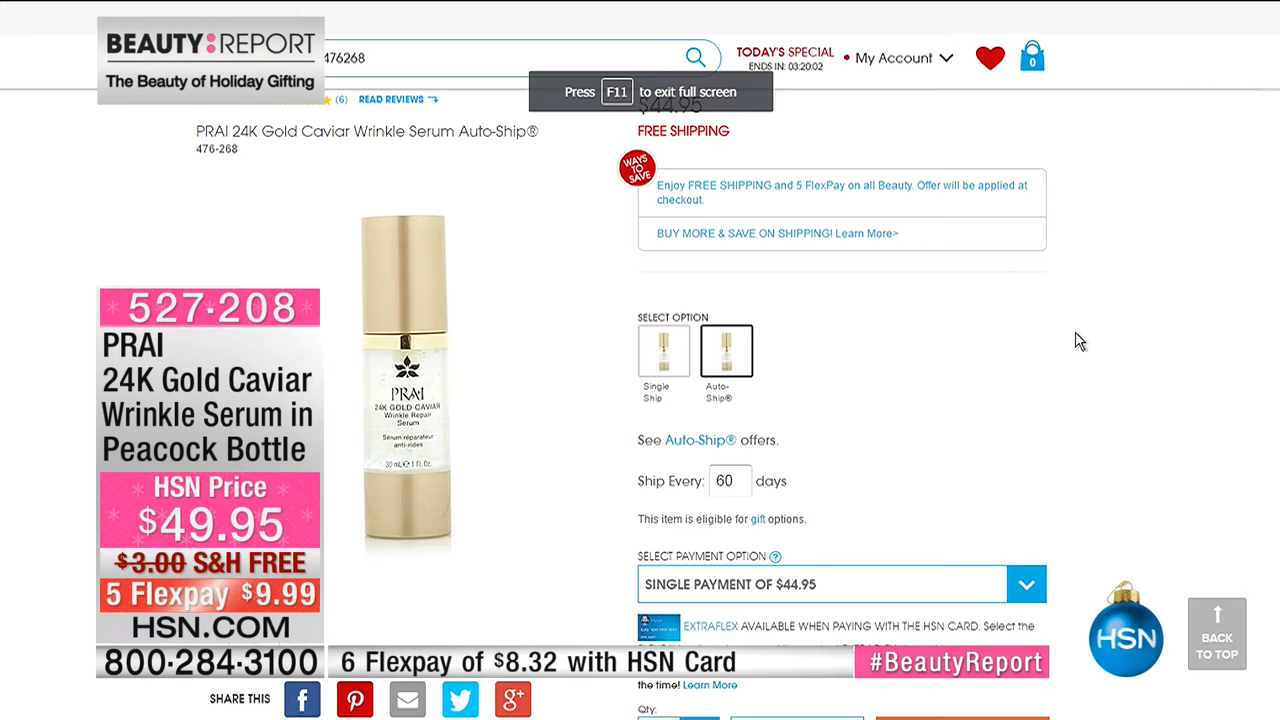 BEAUTY:REPORT
The Beauty of Holiday Gifting
476268
TODAY'S SPECIAL
ENDS IN: 03:20:02
My Account
0
Press F11 to exit full screen
(6) READ REVIEWS
$44.95
PRAI 24K Gold Caviar Wrinkle Serum Auto-Ship®
476-268
FREE SHIPPING
WAYS TO SAVE
Enjoy FREE SHIPPING and 5 FlexPay on all Beauty. Offer will be applied at
checkout.
BUY MORE & SAVE ON SHIPPING! Learn More>
527·208
PRAI
24K Gold Caviar
Wrinkle Serum in
Peacock Bottle
HSN Price
$49.95
$3.00 S&H FREE
5 Flexpay $9.99
HSN.COM
800·284·3100
PRAI
24K GOLD CAVIAR
Wrinkle Repair
Serum
Sérum réparateur
anti-rides
30 mL ℮ 1 fl. Oz.
SELECT OPTION
Single
Ship
Auto-
Ship®
See Auto-Ship® offers.
Ship Every: 60 days
This item is eligible for gift options.
SELECT PAYMENT OPTION ?
SINGLE PAYMENT OF $44.95
EXTRAFLEX AVAILABLE WHEN PAYING WITH THE HSN CARD. Select the
6 Flexpay of $8.32 with HSN Card
#BeautyReport
HSN
BACK
TO TOP
the time! Learn More
SHARE THIS
Qty: